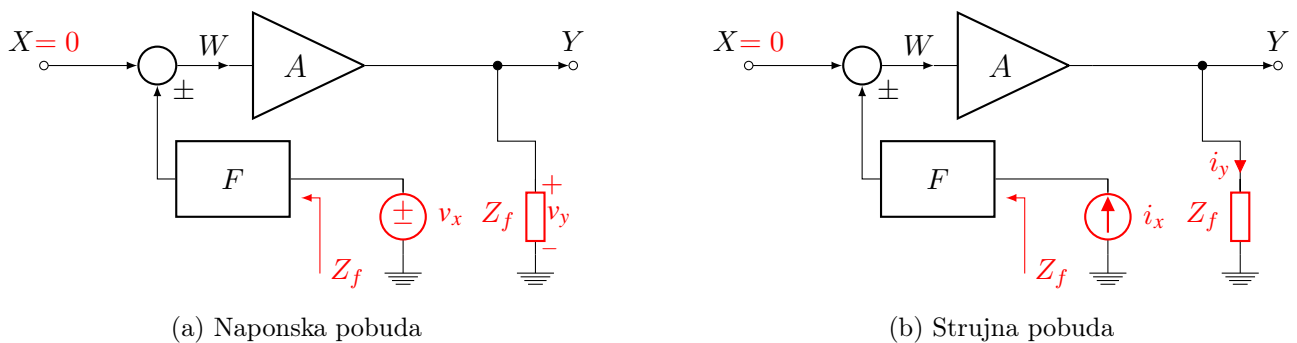 X = 0
W
A
Y
±
F
±
v_x
Z_f
+
v_y
−
Z_f
(a) Naponska pobuda
X = 0
W
A
Y
±
F
i_x
i_y
Z_f
Z_f
(b) Strujna pobuda